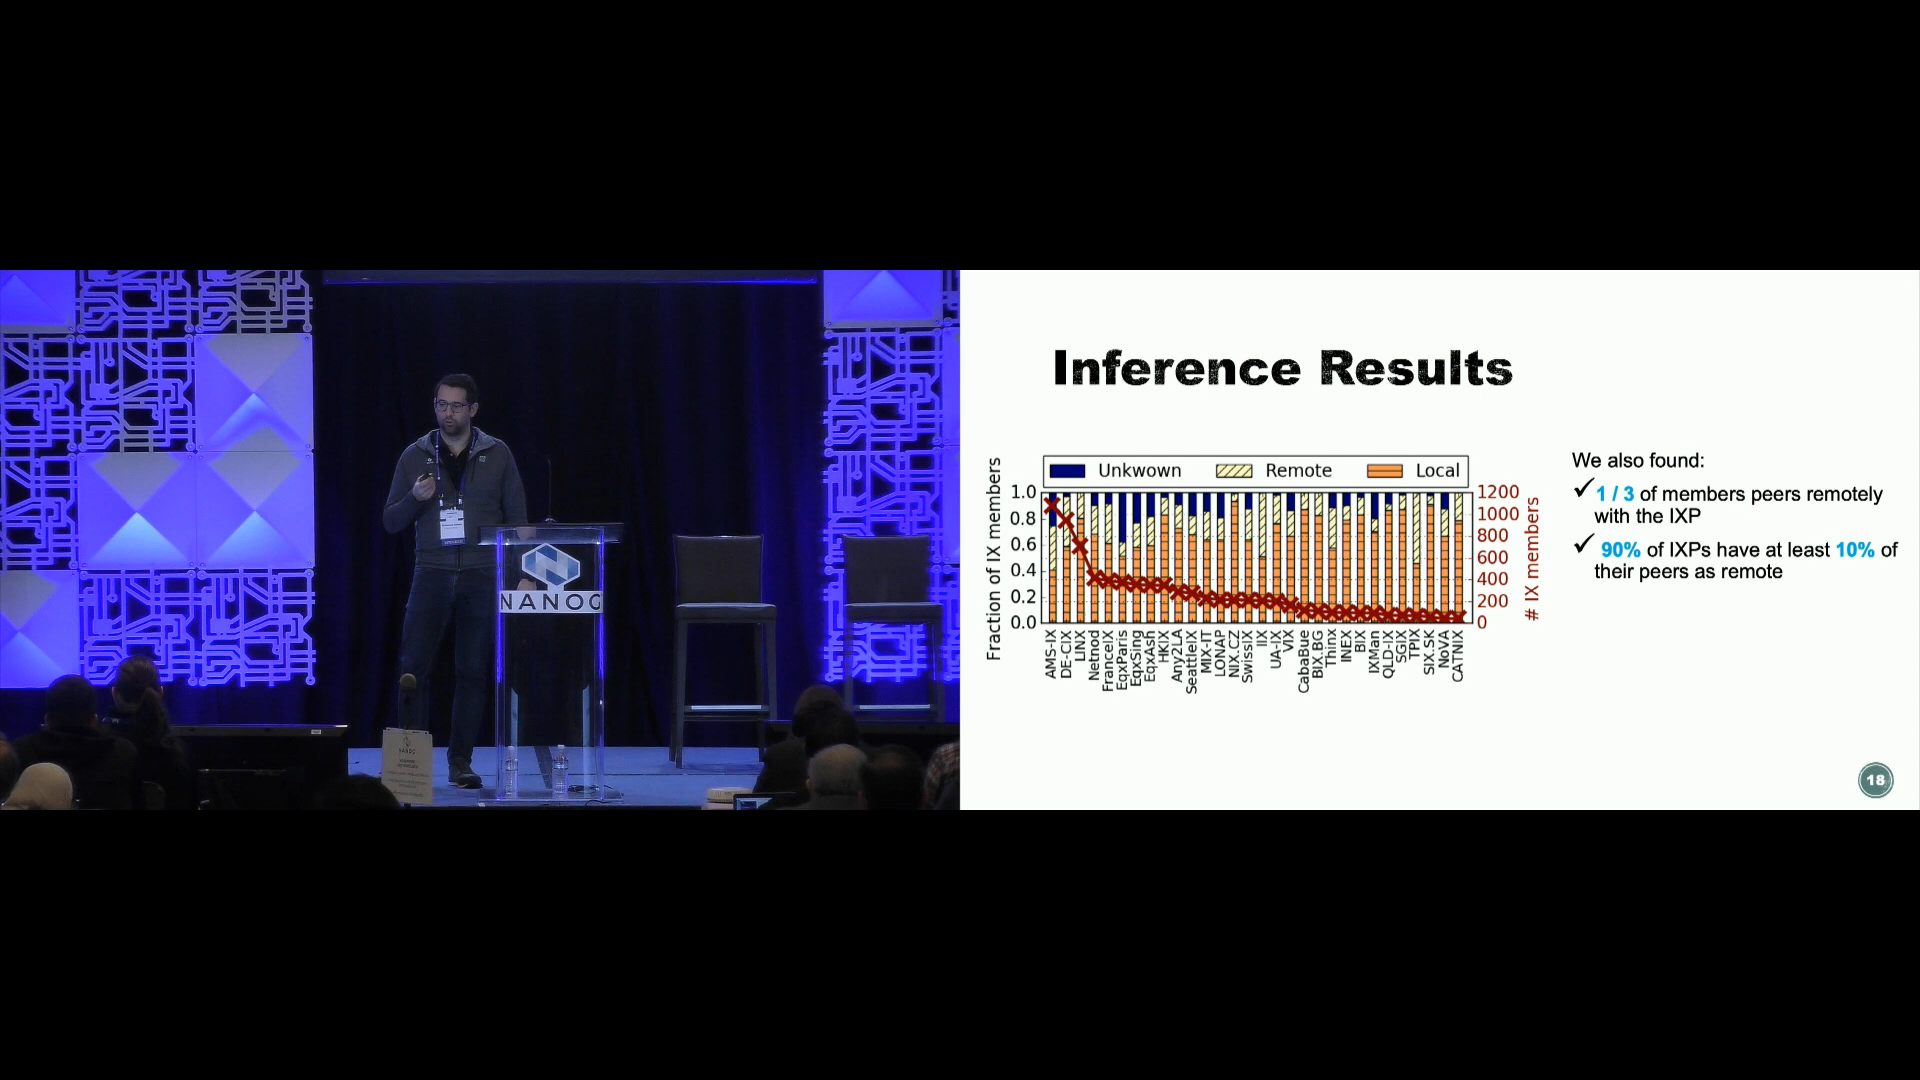 NANOG
Inference Results
Unkwown
Remote
Local
Fraction of IX members
1.0
0.8
0.6
0.4
0.2
0.0
1200
1000
800
600
400
200
0
# IX members
AMS-IX
DE-CIX
LINX
Netnod
FranceIX
EqxParis
EqxSing
EqxAsh
HKIX
Any2LA
SeattleIX
MIX-IT
LONAP
NIX.CZ
SwissIX
IIX
UA-IX
VIX
CabaBue
BIX.BG
Thinx
INEX
BIX
IXMan
QLD-IX
SGIX
TPIX
SIX.SK
NoVA
CATNIX
We also found:
✓1 / 3 of members peers remotely
with the IXP
✓ 90% of IXPs have at least 10% of
their peers as remote
18